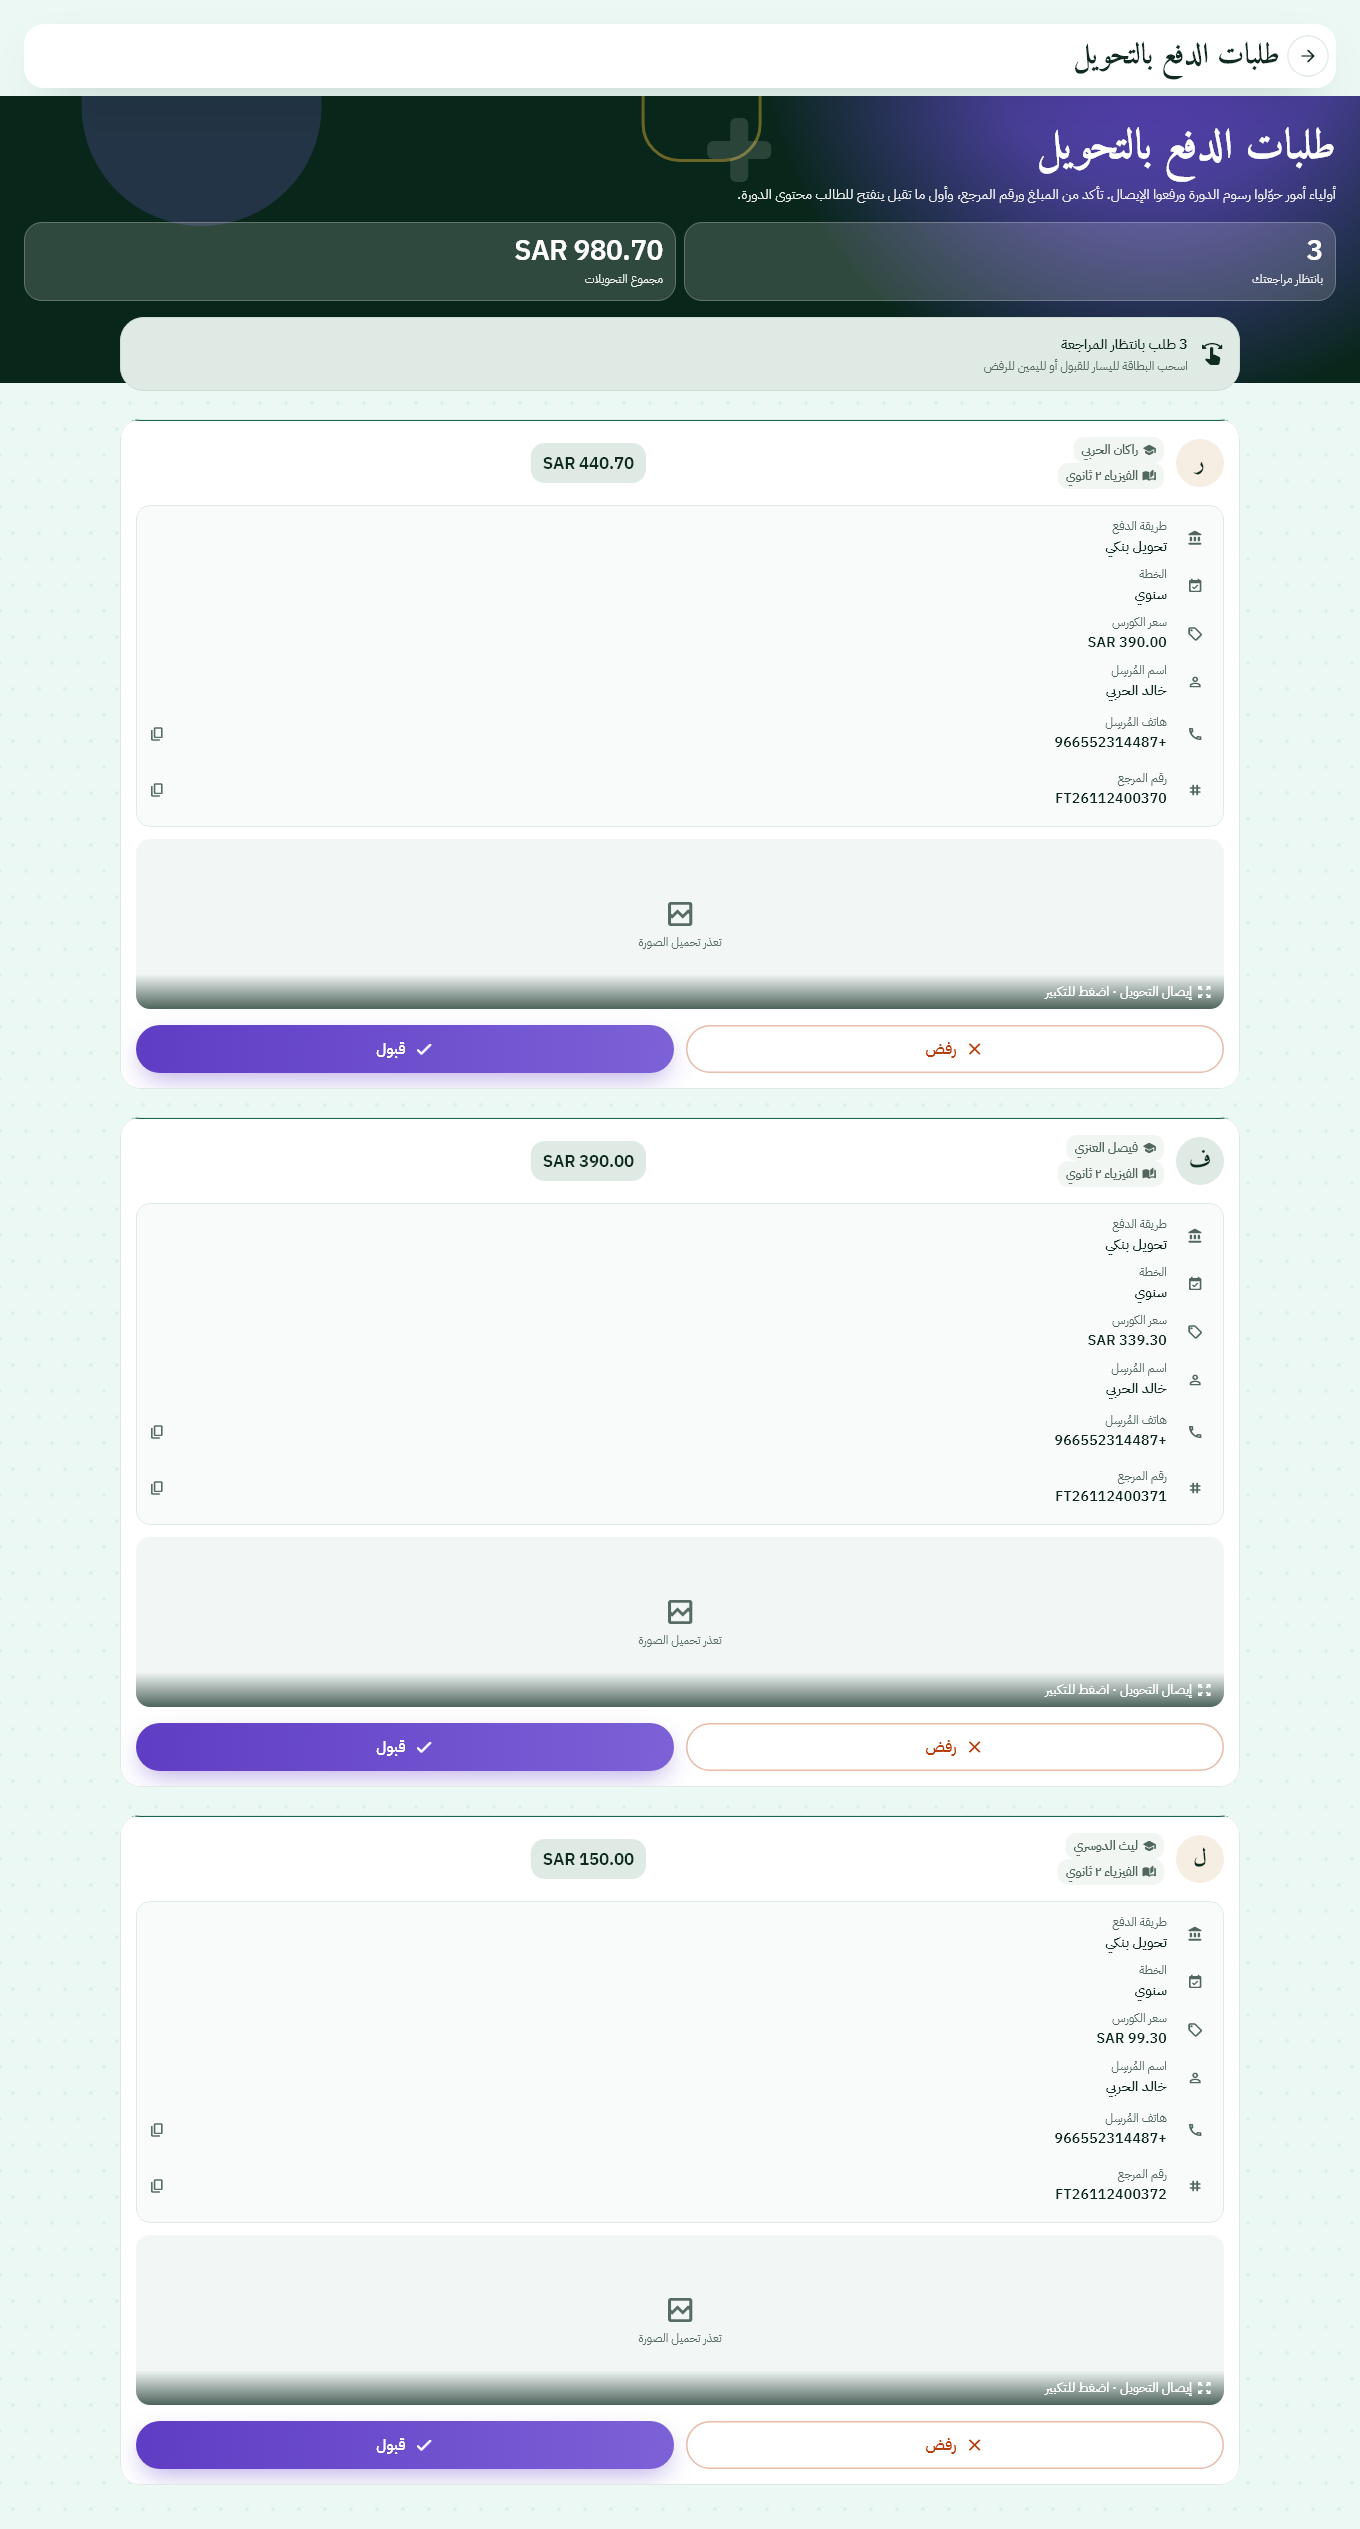 طلبات الدفع بالتحويل
طلبات الدفع بالتحويل
أولياء أمور حوّلوا رسوم الدورة ورفعوا الإيصال. تأكد من المبلغ ورقم المرجع، وأول ما تقبل ينفتح للطالب محتوى الدورة.
3
بانتظار مراجعتك
SAR 980.70
مجموع التحويلات
3 طلب بانتظار المراجعة
اسحب البطاقة لليسار للقبول أو لليمين للرفض
ر
راكان الحربي
الفيزياء ٢ ثانوي
SAR 440.70
طريقة الدفع
تحويل بنكي
الخطة
سنوي
سعر الكورس
SAR 390.00
اسم المُرسِل
خالد الحربي
هاتف المُرسِل
966552314487+
رقم المرجع
FT26112400370
تعذر تحميل الصورة
إيصال التحويل · اضغط للتكبير
رفض
قبول
ف
فيصل العنزي
الفيزياء ٢ ثانوي
SAR 390.00
طريقة الدفع
تحويل بنكي
الخطة
سنوي
سعر الكورس
SAR 339.30
اسم المُرسِل
خالد الحربي
هاتف المُرسِل
966552314487+
رقم المرجع
FT26112400371
تعذر تحميل الصورة
إيصال التحويل · اضغط للتكبير
رفض
قبول
ل
ليث الدوسري
الفيزياء ٢ ثانوي
SAR 150.00
طريقة الدفع
تحويل بنكي
الخطة
سنوي
سعر الكورس
SAR 99.30
اسم المُرسِل
خالد الحربي
هاتف المُرسِل
966552314487+
رقم المرجع
FT26112400372
تعذر تحميل الصورة
إيصال التحويل · اضغط للتكبير
رفض
قبول